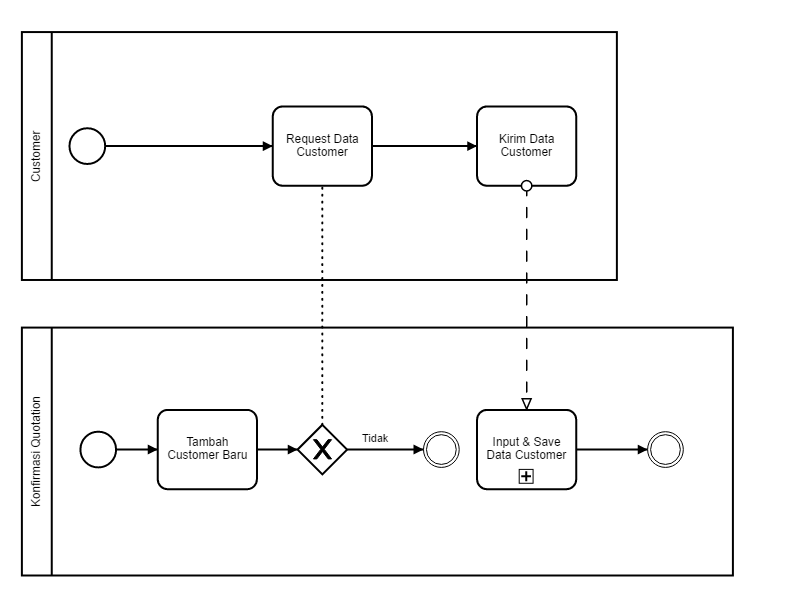 Customer
Request Data
Customer
Kirim Data
Customer
Konfirmasi Quotation
Tambah
Customer Baru
Tidak
Input & Save
Data Customer